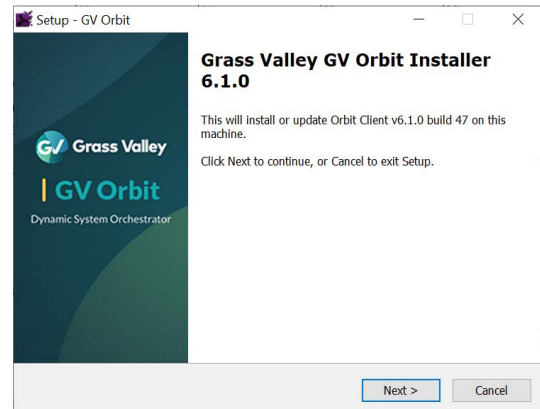 Setup - GV Orbit
Grass Valley GV Orbit Installer
6.1.0
This will install or update Orbit Client v6.1.0 build 47 on this
machine.
Click Next to continue, or Cancel to exit Setup.
GV Grass Valley
GV Orbit
Dynamic System Orchestrator
Next >
Cancel